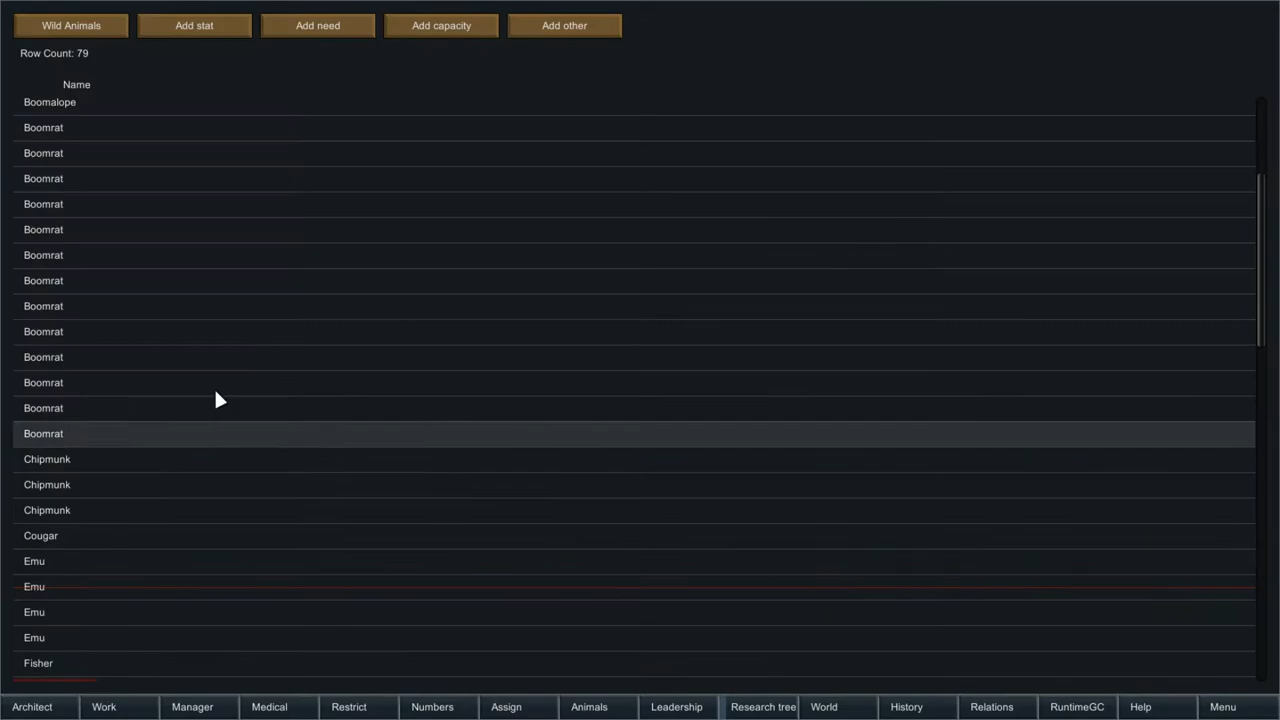 Wild Animals Add stat Add need Add capacity Add other
Row Count: 79
Name
Boomalope
Boomrat
Boomrat
Boomrat
Boomrat
Boomrat
Boomrat
Boomrat
Boomrat
Boomrat
Boomrat
Boomrat
Boomrat
Boomrat
Chipmunk
Chipmunk
Chipmunk
Cougar
Emu
Emu
Emu
Emu
Fisher
Architect Work Manager Medical Restrict Numbers Assign Animals Leadership Research tree World History Relations RuntimeGC Help Menu